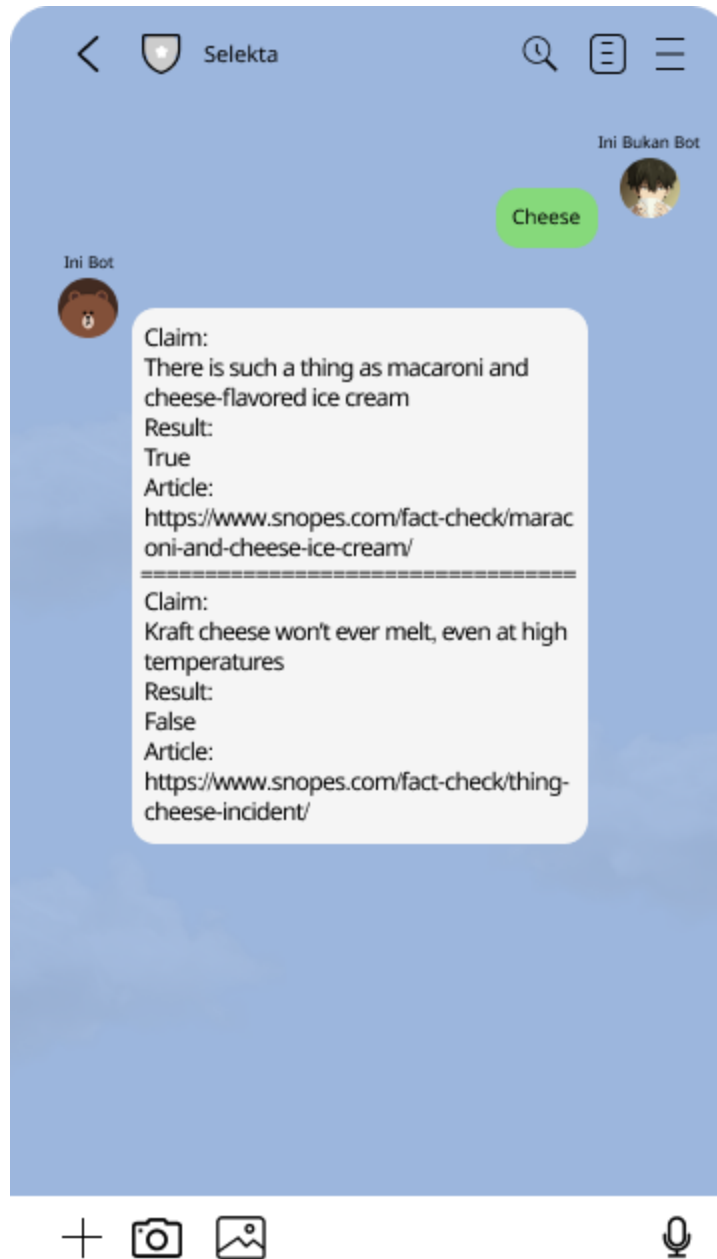 Selekta
Ini Bukan Bot
Cheese
Ini Bot
Claim:
There is such a thing as macaroni and
cheese-flavored ice cream
Result:
True
Article:
https://www.snopes.com/fact-check/marac
oni-and-cheese-ice-cream/
==================================
Claim:
Kraft cheese won't ever melt, even at high
temperatures
Result:
False
Article:
https://www.snopes.com/fact-check/thing-
cheese-incident/